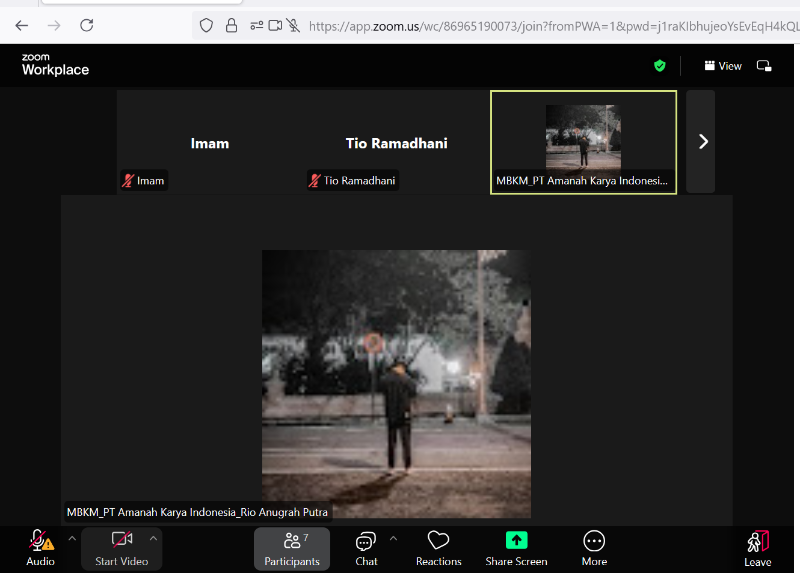 https://app.zoom.us/wc/86965190073/join?fromPWA=1&pwd=j1raKIbhujeoYsEvEqH4kQL
zoom
Workplace
View
Imam
Tio Ramadhani
Imam
Tio Ramadhani
MBKM_PT Amanah Karya Indonesi...
MBKM_PT Amanah Karya Indonesia_Rio Anugrah Putra
7
Audio
Start Video
Participants
Chat
Reactions
Share Screen
More
Leave